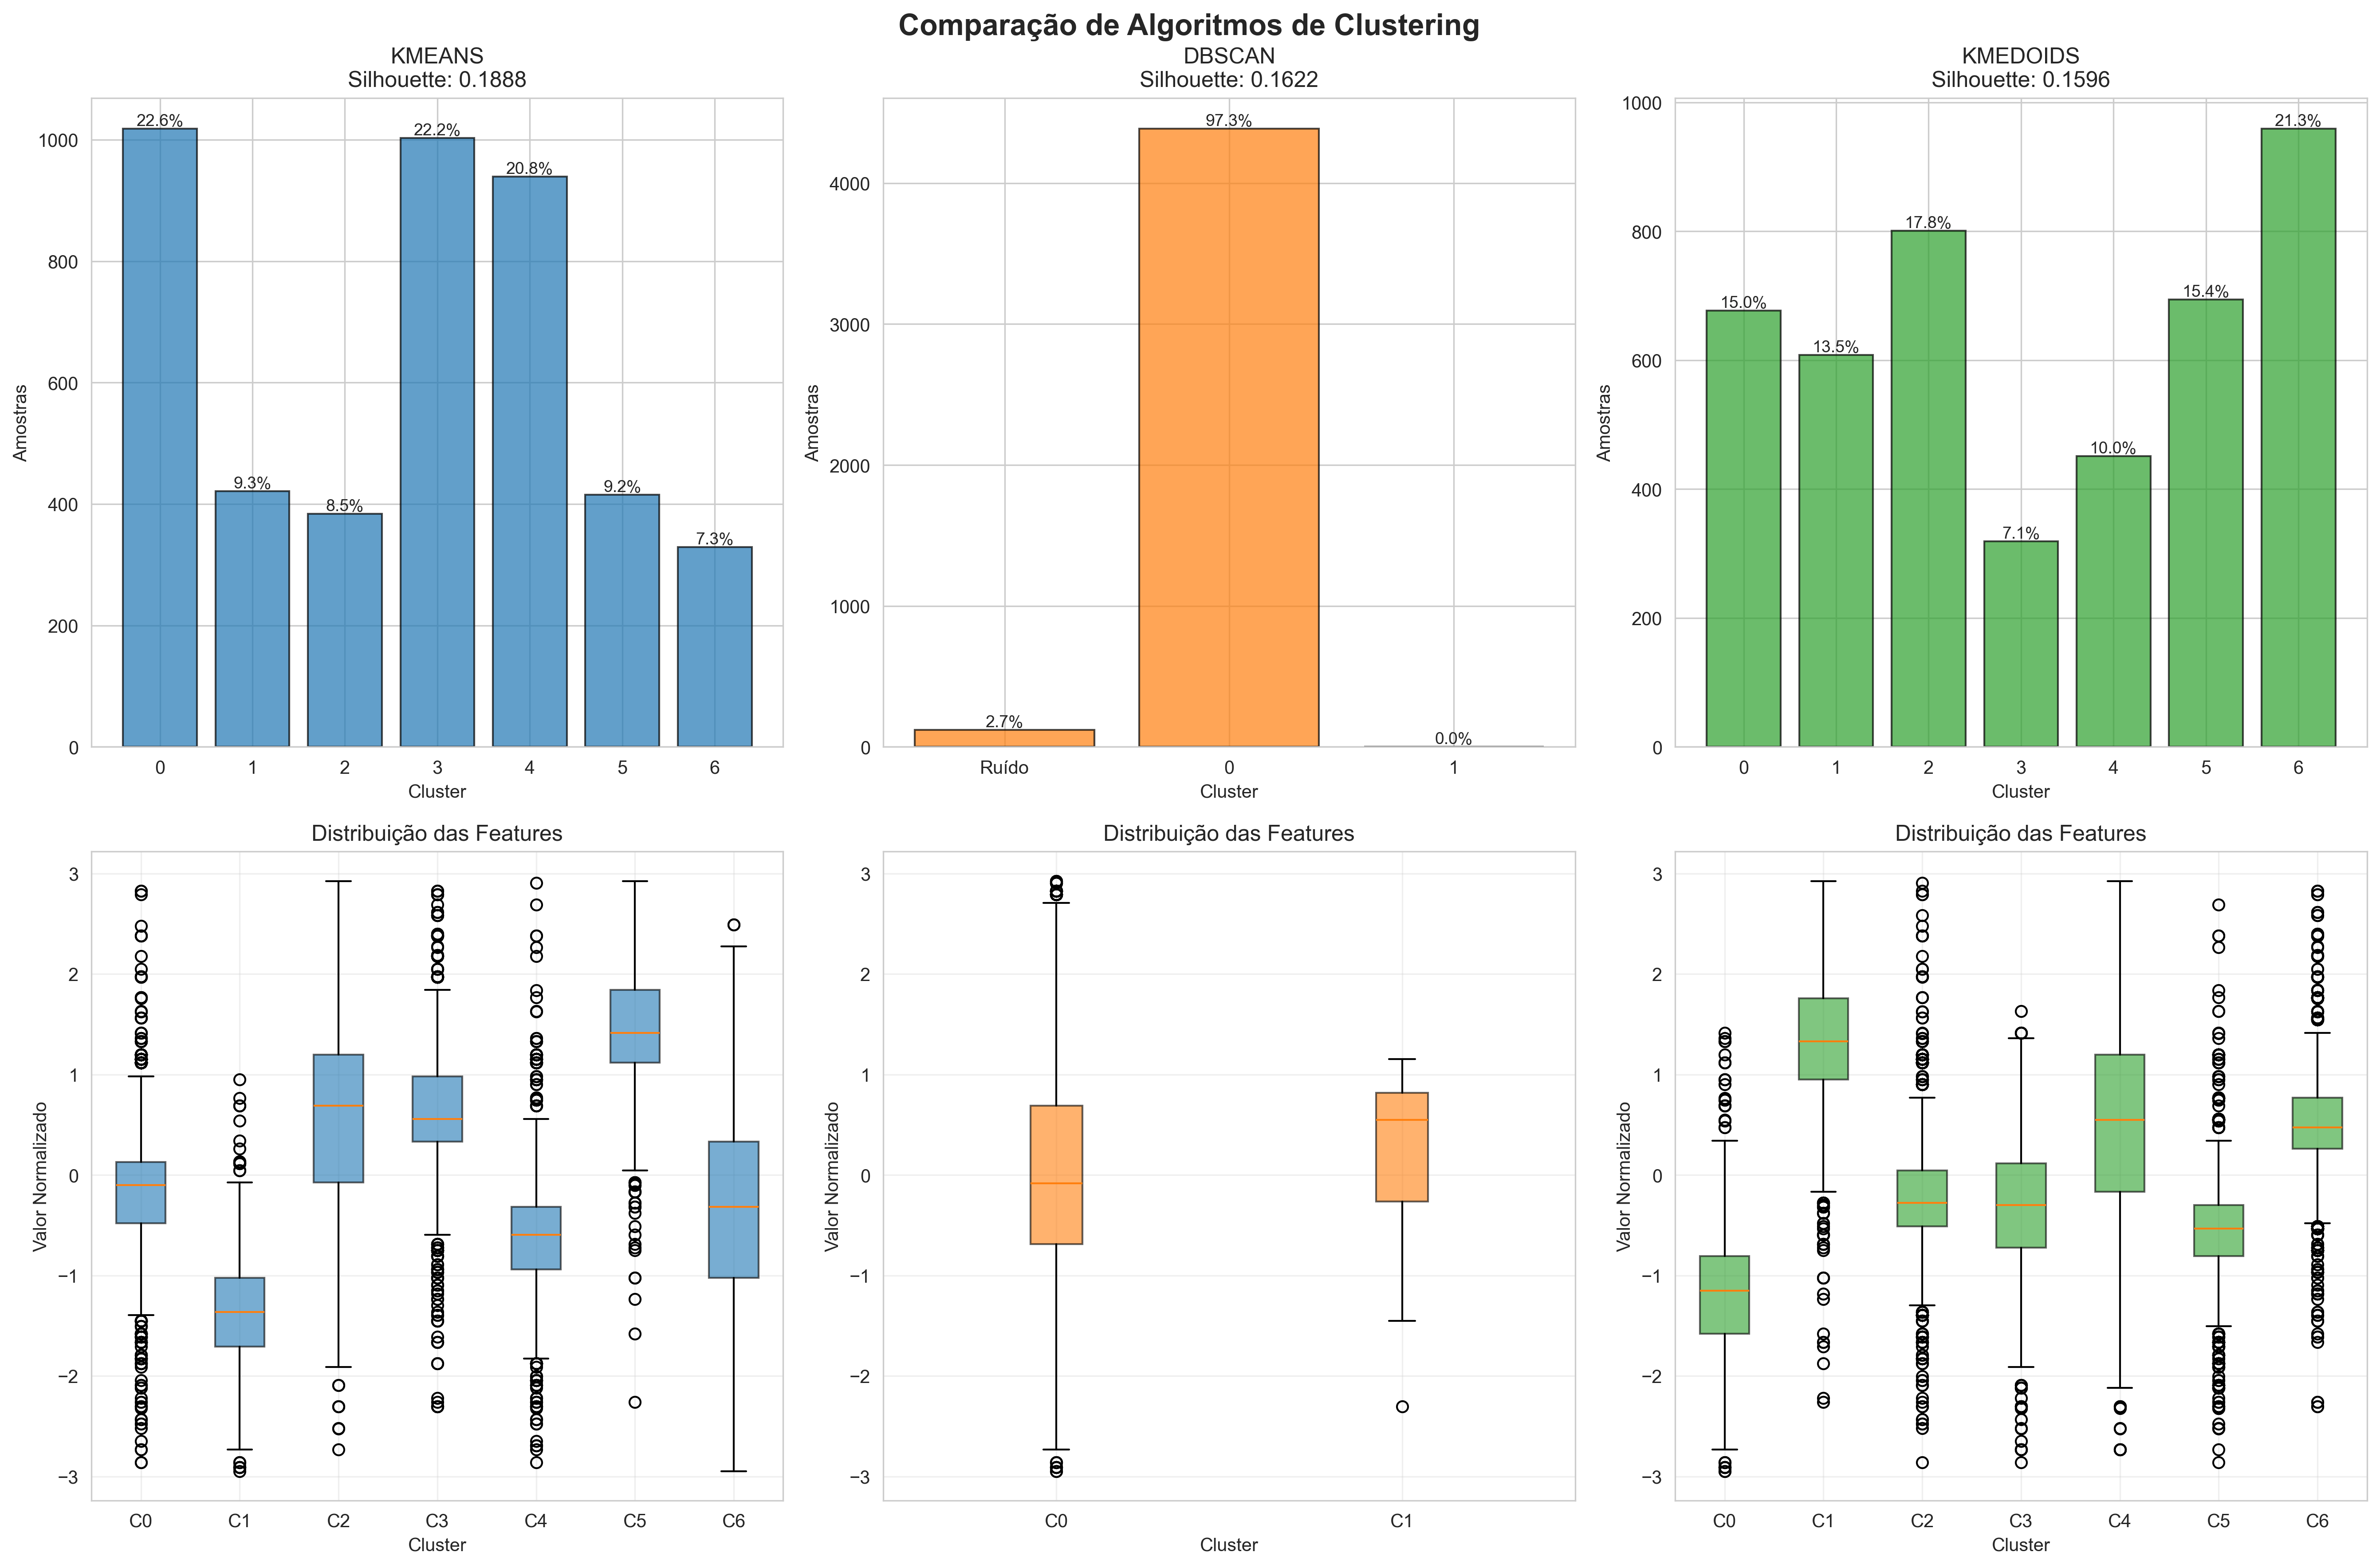 Comparação de Algoritmos de Clustering
KMEANS
Silhouette: 0.1888
Amostras
1000
800
600
400
200
0
22.6%
9.3%
8.5%
22.2%
20.8%
9.2%
7.3%
0 1 2 3 4 5 6
Cluster
DBSCAN
Silhouette: 0.1622
Amostras
4000
3000
2000
1000
0
2.7%
97.3%
0.0%
Ruído 0 1
Cluster
KMEDOIDS
Silhouette: 0.1596
Amostras
1000
800
600
400
200
0
15.0%
13.5%
17.8%
7.1%
10.0%
15.4%
21.3%
0 1 2 3 4 5 6
Cluster
Distribuição das Features
Valor Normalizado
3
2
1
0
−1
−2
−3
C0 C1 C2 C3 C4 C5 C6
Cluster
Distribuição das Features
Valor Normalizado
3
2
1
0
−1
−2
−3
C0 C1
Cluster
Distribuição das Features
Valor Normalizado
3
2
1
0
−1
−2
−3
C0 C1 C2 C3 C4 C5 C6
Cluster